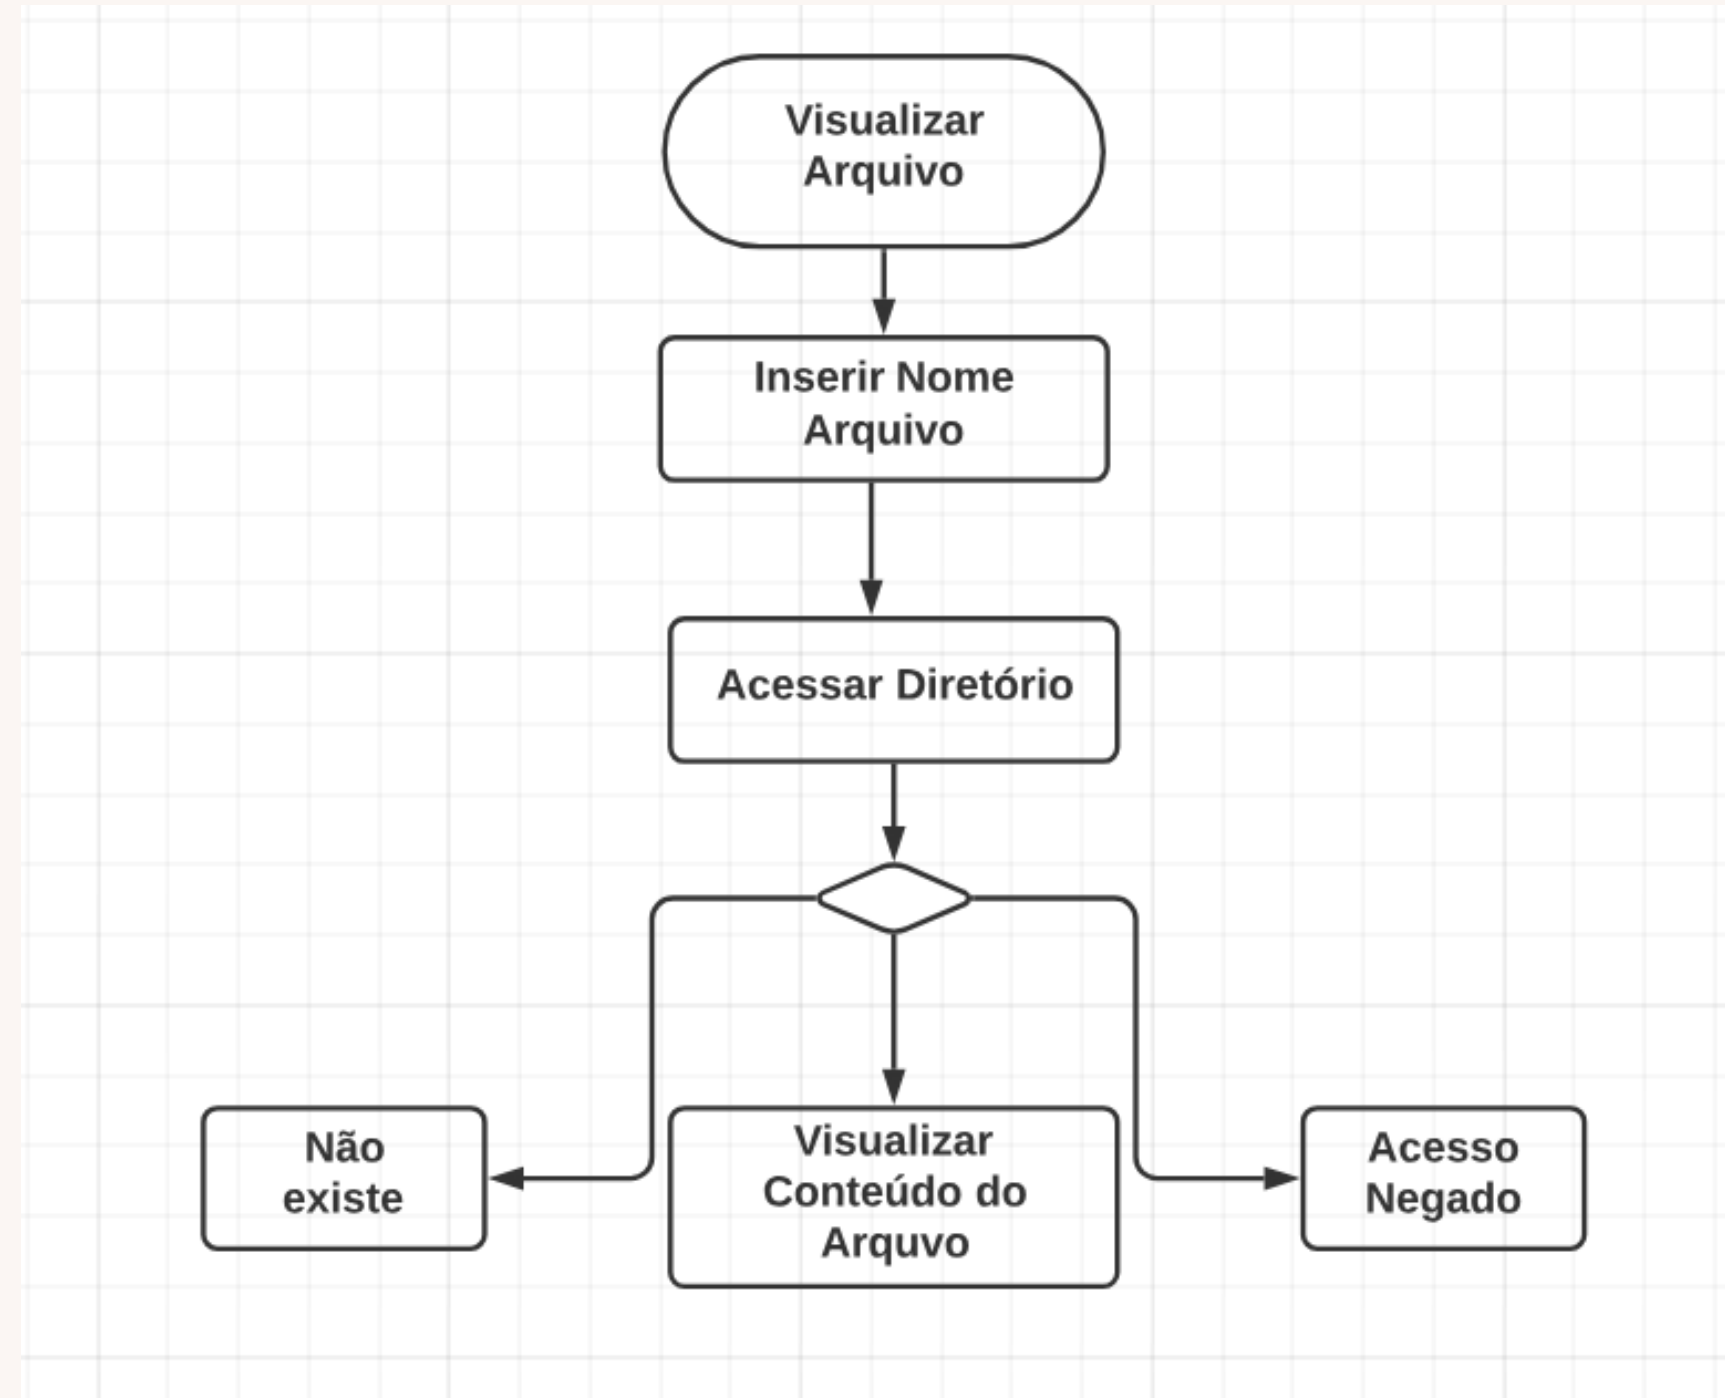 Visualizar
Arquivo
Inserir Nome
Arquivo
Acessar Diretório
Não
existe
Visualizar
Conteúdo do
Arquvo
Acesso
Negado